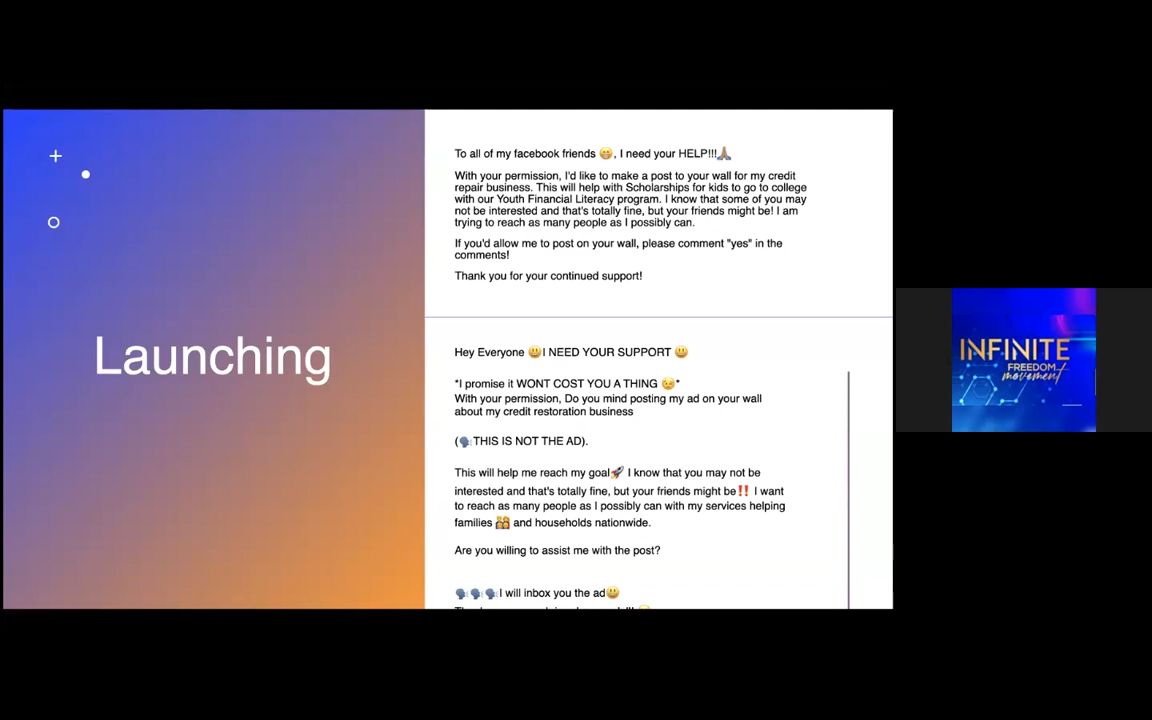 Launching
To all of my facebook friends 😁, I need your HELP!!!🙏🏽
With your permission, I'd like to make a post to your wall for my credit
repair business. This will help with Scholarships for kids to go to college
with our Youth Financial Literacy program. I know that some of you may
not be interested and that's totally fine, but your friends might be! I am
trying to reach as many people as I possibly can.
If you'd allow me to post on your wall, please comment "yes" in the
comments!
Thank you for your continued support!
Hey Everyone 😃I NEED YOUR SUPPORT 😃
*I promise it WONT COST YOU A THING 😉*
With your permission, Do you mind posting my ad on your wall
about my credit restoration business
(🗣THIS IS NOT THE AD).
This will help me reach my goal🚀 I know that you may not be
interested and that's totally fine, but your friends might be‼️ I want
to reach as many people as I possibly can with my services helping
families 👨‍👩‍👧‍👦 and households nationwide.
Are you willing to assist me with the post?
🗣🗣🗣I will inbox you the ad😃
INFINITE
FREEDOM
movement